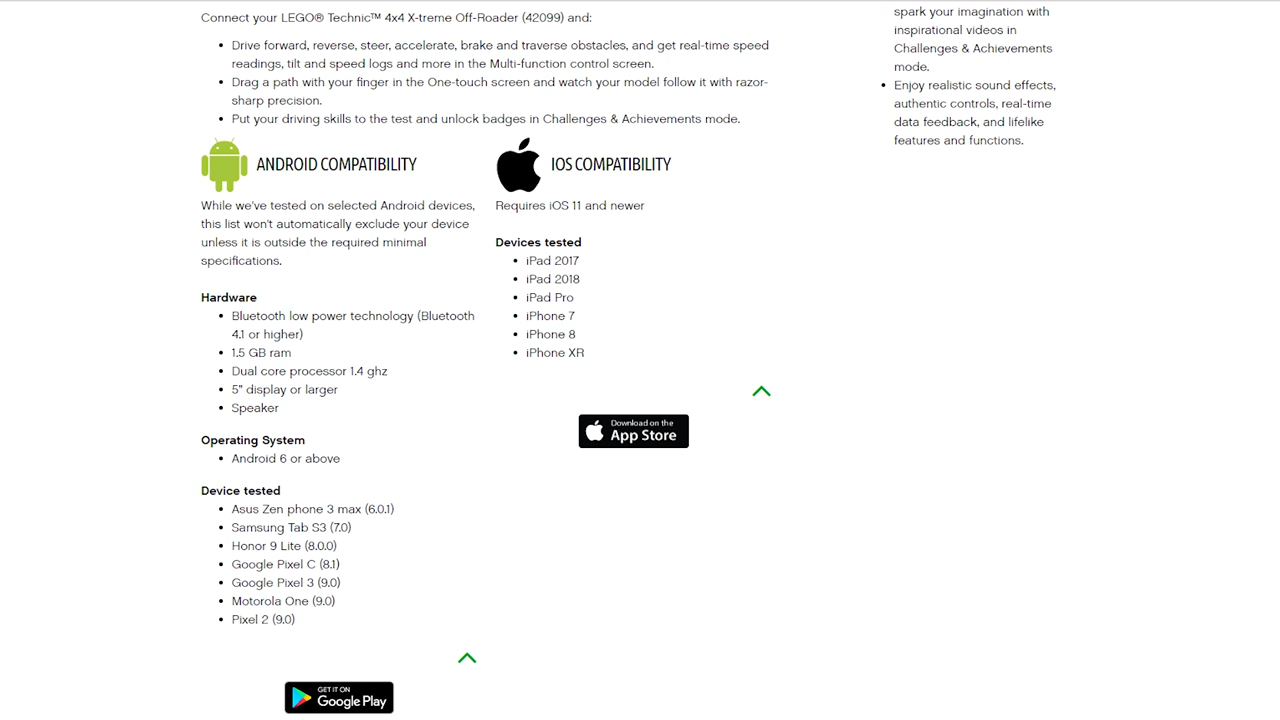 Connect your LEGO® Technic™ 4x4 X-treme Off-Roader (42099) and:
Drive forward, reverse, steer, accelerate, brake and traverse obstacles, and get real-time speed
readings, tilt and speed logs and more in the Multi-function control screen.
Drag a path with your finger in the One-touch screen and watch your model follow it with razor-
sharp precision.
Put your driving skills to the test and unlock badges in Challenges & Achievements mode.
ANDROID COMPATIBILITY
While we've tested on selected Android devices,
this list won't automatically exclude your device
unless it is outside the required minimal
specifications.
Hardware
Bluetooth low power technology (Bluetooth
4.1 or higher)
1.5 GB ram
Dual core processor 1.4 ghz
5" display or larger
Speaker
Operating System
Android 6 or above
Device tested
Asus Zen phone 3 max (6.0.1)
Samsung Tab S3 (7.0)
Honor 9 Lite (8.0.0)
Google Pixel C (8.1)
Google Pixel 3 (9.0)
Motorola One (9.0)
Pixel 2 (9.0)
GET IT ON
Google Play
IOS COMPATIBILITY
Requires iOS 11 and newer
Devices tested
iPad 2017
iPad 2018
iPad Pro
iPhone 7
iPhone 8
iPhone XR
Download on the
App Store
spark your imagination with
inspirational videos in
Challenges & Achievements
mode.
Enjoy realistic sound effects,
authentic controls, real-time
data feedback, and lifelike
features and functions.